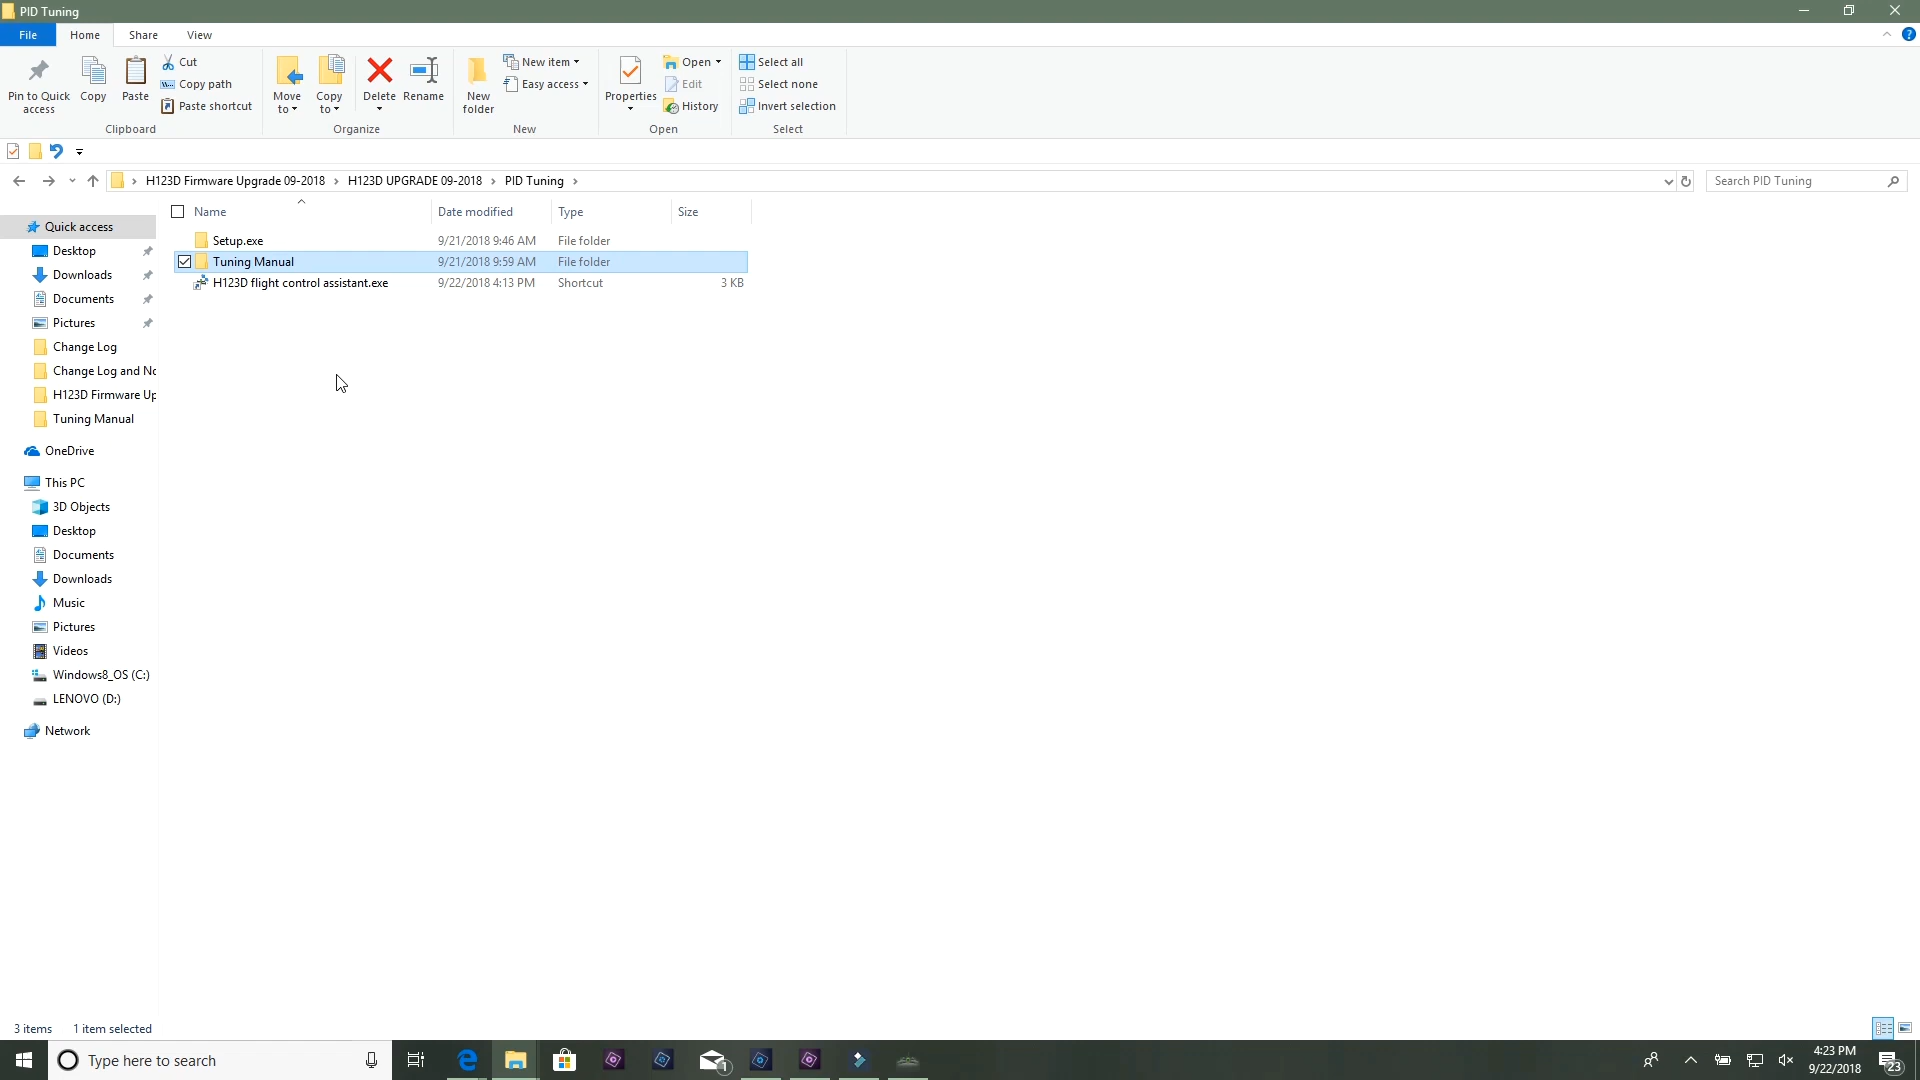 PID Tuning
File Home Share View
Pin to Quick access
Copy
Paste
Cut
Copy path
Paste shortcut
Clipboard
Move to
Copy to
Delete
Rename
Organize
New folder
New item
Easy access
New
Properties
Open
Edit
History
Open
Select all
Select none
Invert selection
Select
H123D Firmware Upgrade 09-2018 › H123D UPGRADE 09-2018 › PID Tuning ›
Search PID Tuning
Name Date modified Type Size
Setup.exe 9/21/2018 9:46 AM File folder
Tuning Manual 9/21/2018 9:59 AM File folder
H123D flight control assistant.exe 9/22/2018 4:13 PM Shortcut 3 KB
Quick access
Desktop
Downloads
Documents
Pictures
Change Log
Change Log and Nc
H123D Firmware Up
Tuning Manual
OneDrive
This PC
3D Objects
Desktop
Documents
Downloads
Music
Pictures
Videos
Windows8_OS (C:)
LENOVO (D:)
Network
3 items 1 item selected
Type here to search
1
4:23 PM
9/22/2018
23